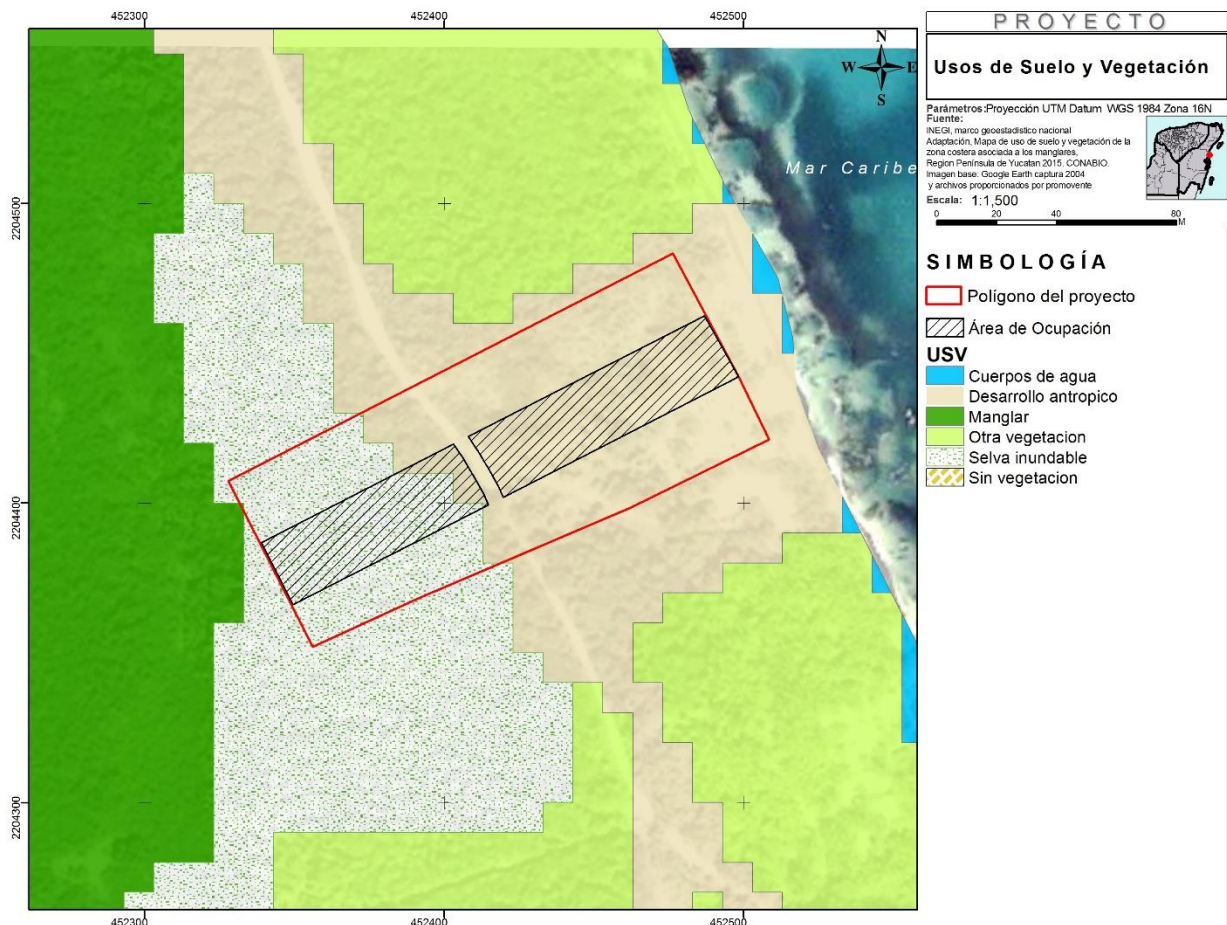 PROYECTO
Usos de Suelo y Vegetación
Parámetros:Proyección UTM Datum WGS 1984 Zona 16N
Fuente:
INEGI, marco geoestadistico nacional
Adaptación, Mapa de uso de suelo y vegetación de la
zona costera asociada a los manglares,
Region Península de Yucatan 2015. CONABIO.
Imagen base: Google Earth captura 2004
y archivos proporcionados por promovente
Escala: 1:1,500
0 20 40 80
M
SIMBOLOGÍA
Polígono del proyecto
Área de Ocupación
USV
Cuerpos de agua
Desarrollo antropico
Manglar
Otra vegetacion
Selva inundable
Sin vegetacion
452300 452400 452500
N
W E
S
Mar Caribe
2204500
2204400
2204300
452300 452400 452500